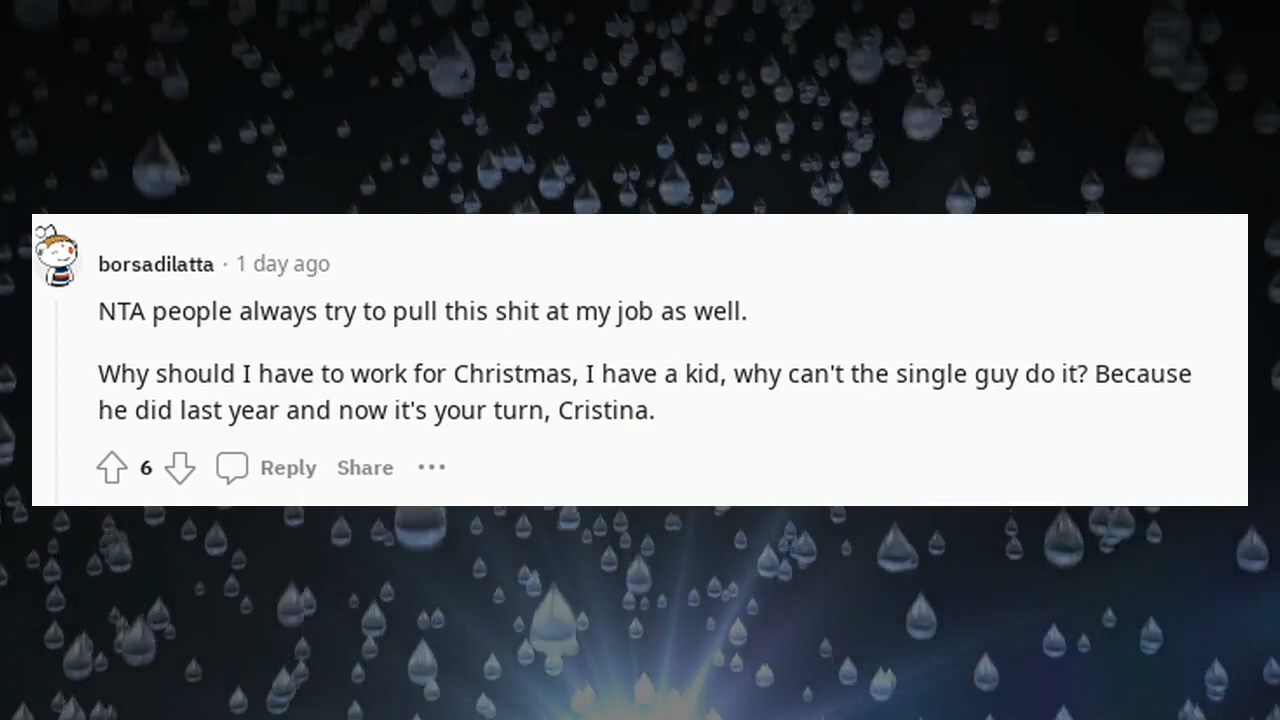 borsadilatta · 1 day ago
NTA people always try to pull this shit at my job as well.
Why should I have to work for Christmas, I have a kid, why can't the single guy do it? Because
he did last year and now it's your turn, Cristina.
6 Reply Share ···